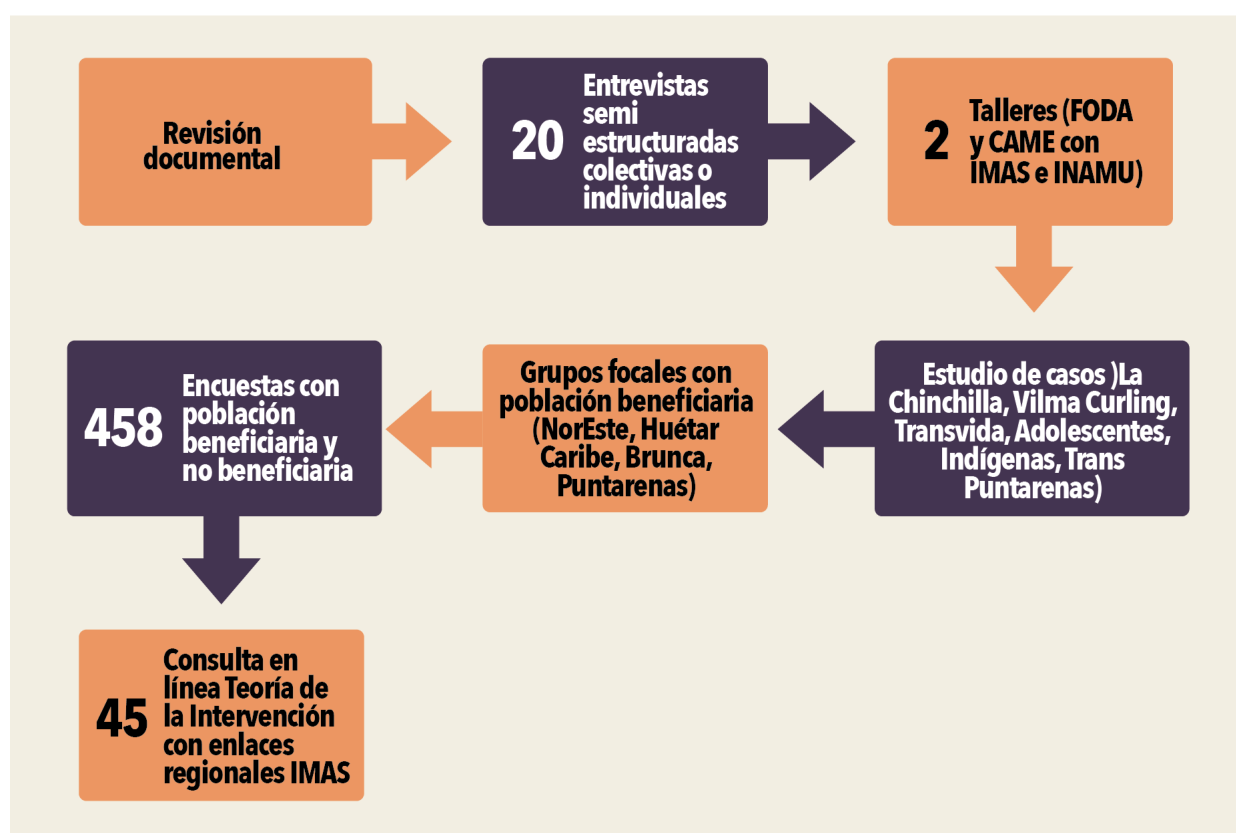 Revisión
documental
20
Entrevistas
semi
estructuradas
colectivas o
individuales
2
Talleres (FODA
y CAME con
IMAS e INAMU)
Estudio de casos )La
Chinchilla, Vilma Curling,
Transvida, Adolescentes,
Indígenas, Trans
Puntarenas)
Grupos focales con
población beneficiaria
(NorEste, Huétar
Caribe, Brunca,
Puntarenas)
458
Encuestas con
población
beneficiaria y
no beneficiaria
45
Consulta en
línea Teoría de
la Intervención
con enlaces
regionales IMAS